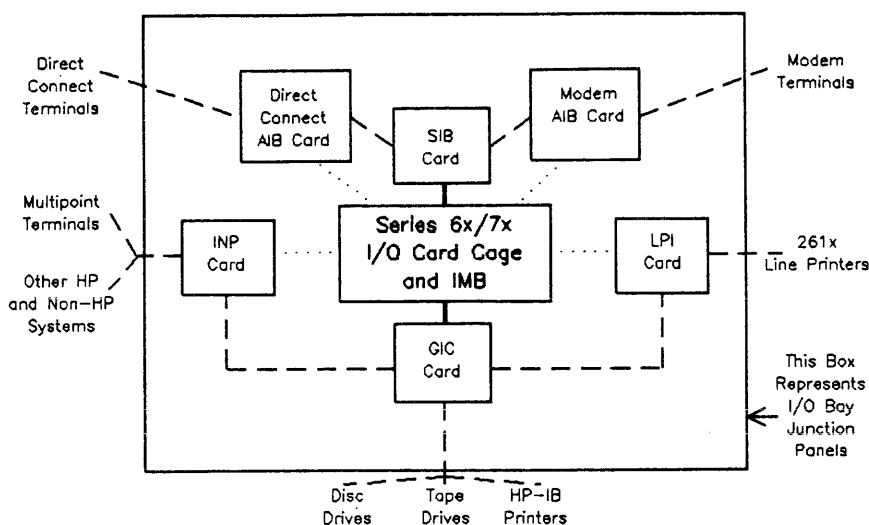 Direct
Connect
Terminals
Modem
Terminals
Direct
Connect
AIB Card
SIB
Card
Modem
AIB Card
Multipoint
Terminals
Other HP
and Non-HP
Systems
INP
Card
Series 6x/7x
I/O Card Cage
and IMB
LPI
Card
261x
Line Printers
GIC
Card
This Box
Represents
I/O Bay
Junction
Panels
Disc
Drives
Tape
Drives
HP-IB
Printers